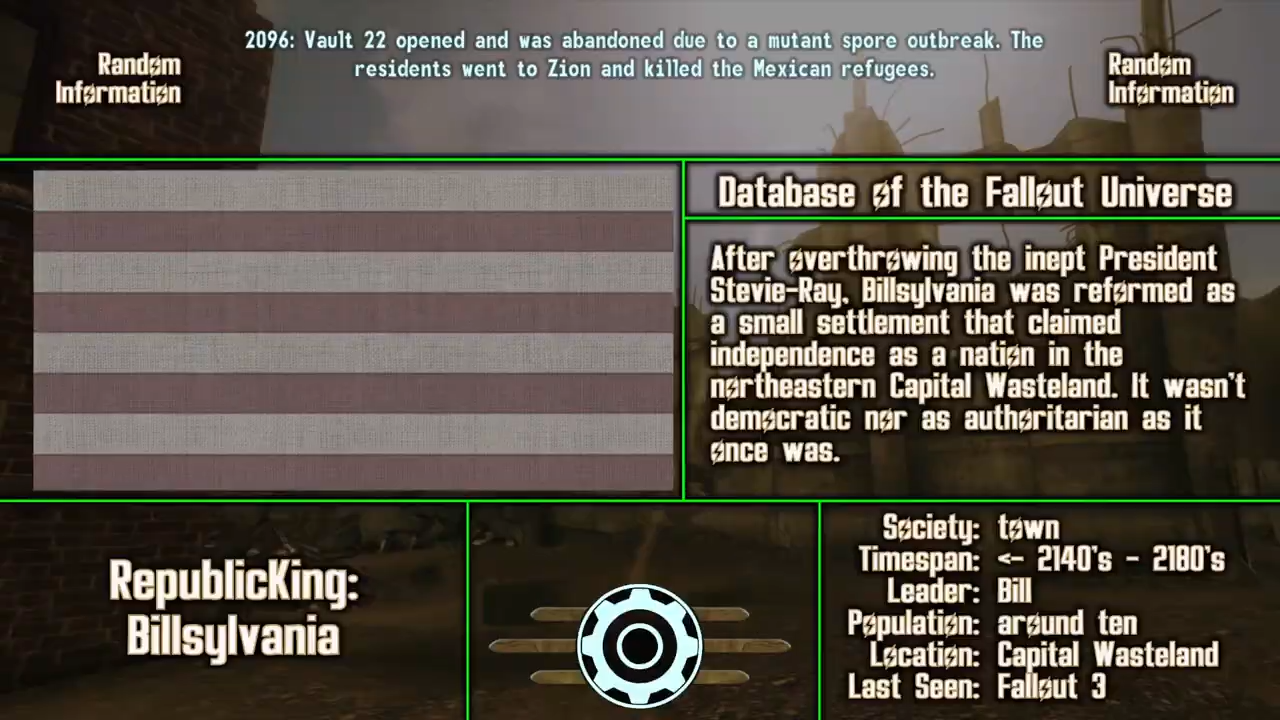 2096: Vault 22 opened and was abandoned due to a mutant spore outbreak. The
residents went to Zion and killed the Mexican refugees.
Random
Information
Random
Information
Database of the Fallout Universe
After overthrowing the inept President
Stevie-Ray, Billsylvania was reformed as
a small settlement that claimed
independence as a nation in the
northeastern Capital Wasteland. It wasn't
democratic nor as authoritarian as it
once was.
RepublicKing:
Billsylvania
Society: town
Timespan: <- 2140's - 2180's
Leader: Bill
Population: around ten
Location: Capital Wasteland
Last Seen: Fallout 3